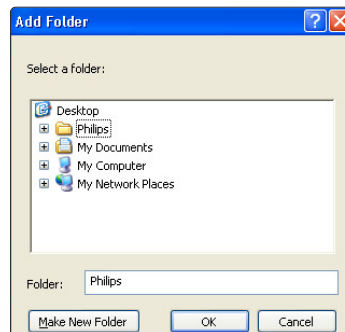 Add Folder
Select a folder:
Desktop
Philips
My Documents
My Computer
My Network Places
Folder: Philips
Make New Folder OK Cancel